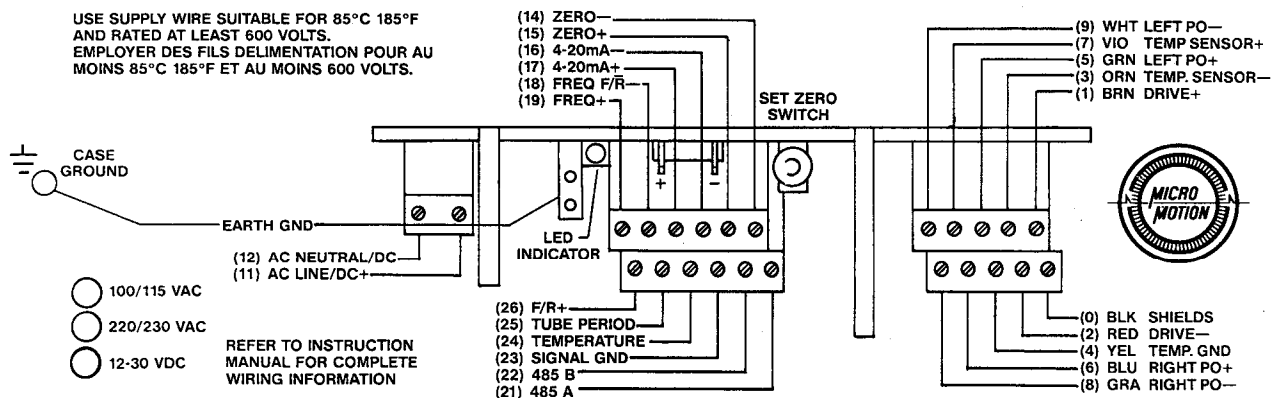 USE SUPPLY WIRE SUITABLE FOR 85°C 185°F
AND RATED AT LEAST 600 VOLTS.
EMPLOYER DES FILS DELIMENTATION POUR AU
MOINS 85°C 185°F ET AU MOINS 600 VOLTS.
(14) ZERO—
(15) ZERO+
(16) 4-20mA—
(17) 4-20mA+
(18) FREQ F/R—
(19) FREQ+
SET ZERO
SWITCH
(9) WHT LEFT PO—
(7) VIO TEMP SENSOR+
(5) GRN LEFT PO+
(3) ORN TEMP. SENSOR—
(1) BRN DRIVE+
CASE
GROUND
+ −
MICRO
MOTION
EARTH GND
LED
INDICATOR
(12) AC NEUTRAL/DC—
(11) AC LINE/DC+
100/115 VAC
220/230 VAC
12-30 VDC
REFER TO INSTRUCTION
MANUAL FOR COMPLETE
WIRING INFORMATION
(26) F/R+
(25) TUBE PERIOD
(24) TEMPERATURE
(23) SIGNAL GND
(22) 485 B
(21) 485 A
(0) BLK SHIELDS
(2) RED DRIVE—
(4) YEL TEMP. GND
(6) BLU RIGHT PO+
(8) GRA RIGHT PO—